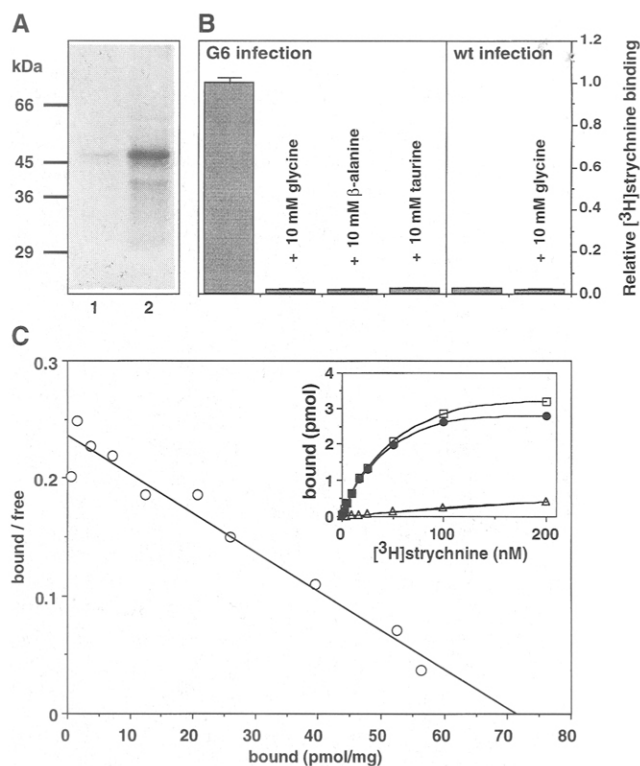 A
kDa
66
45
36
29
1 2
B
G6 infection
wt infection
+ 10 mM glycine
+ 10 mM β-alanine
+ 10 mM taurine
+ 10 mM glycine
1.2
1.0
0.8
0.6
0.4
0.2
0.0
Relative [³H]strychnine binding
C
0.3
0.2
0.1
0
bound / free
0 10 20 30 40 50 60 70 80
bound (pmol/mg)
4
3
2
1
0
bound (pmol)
0 50 100 150 200
[³H]strychnine (nM)